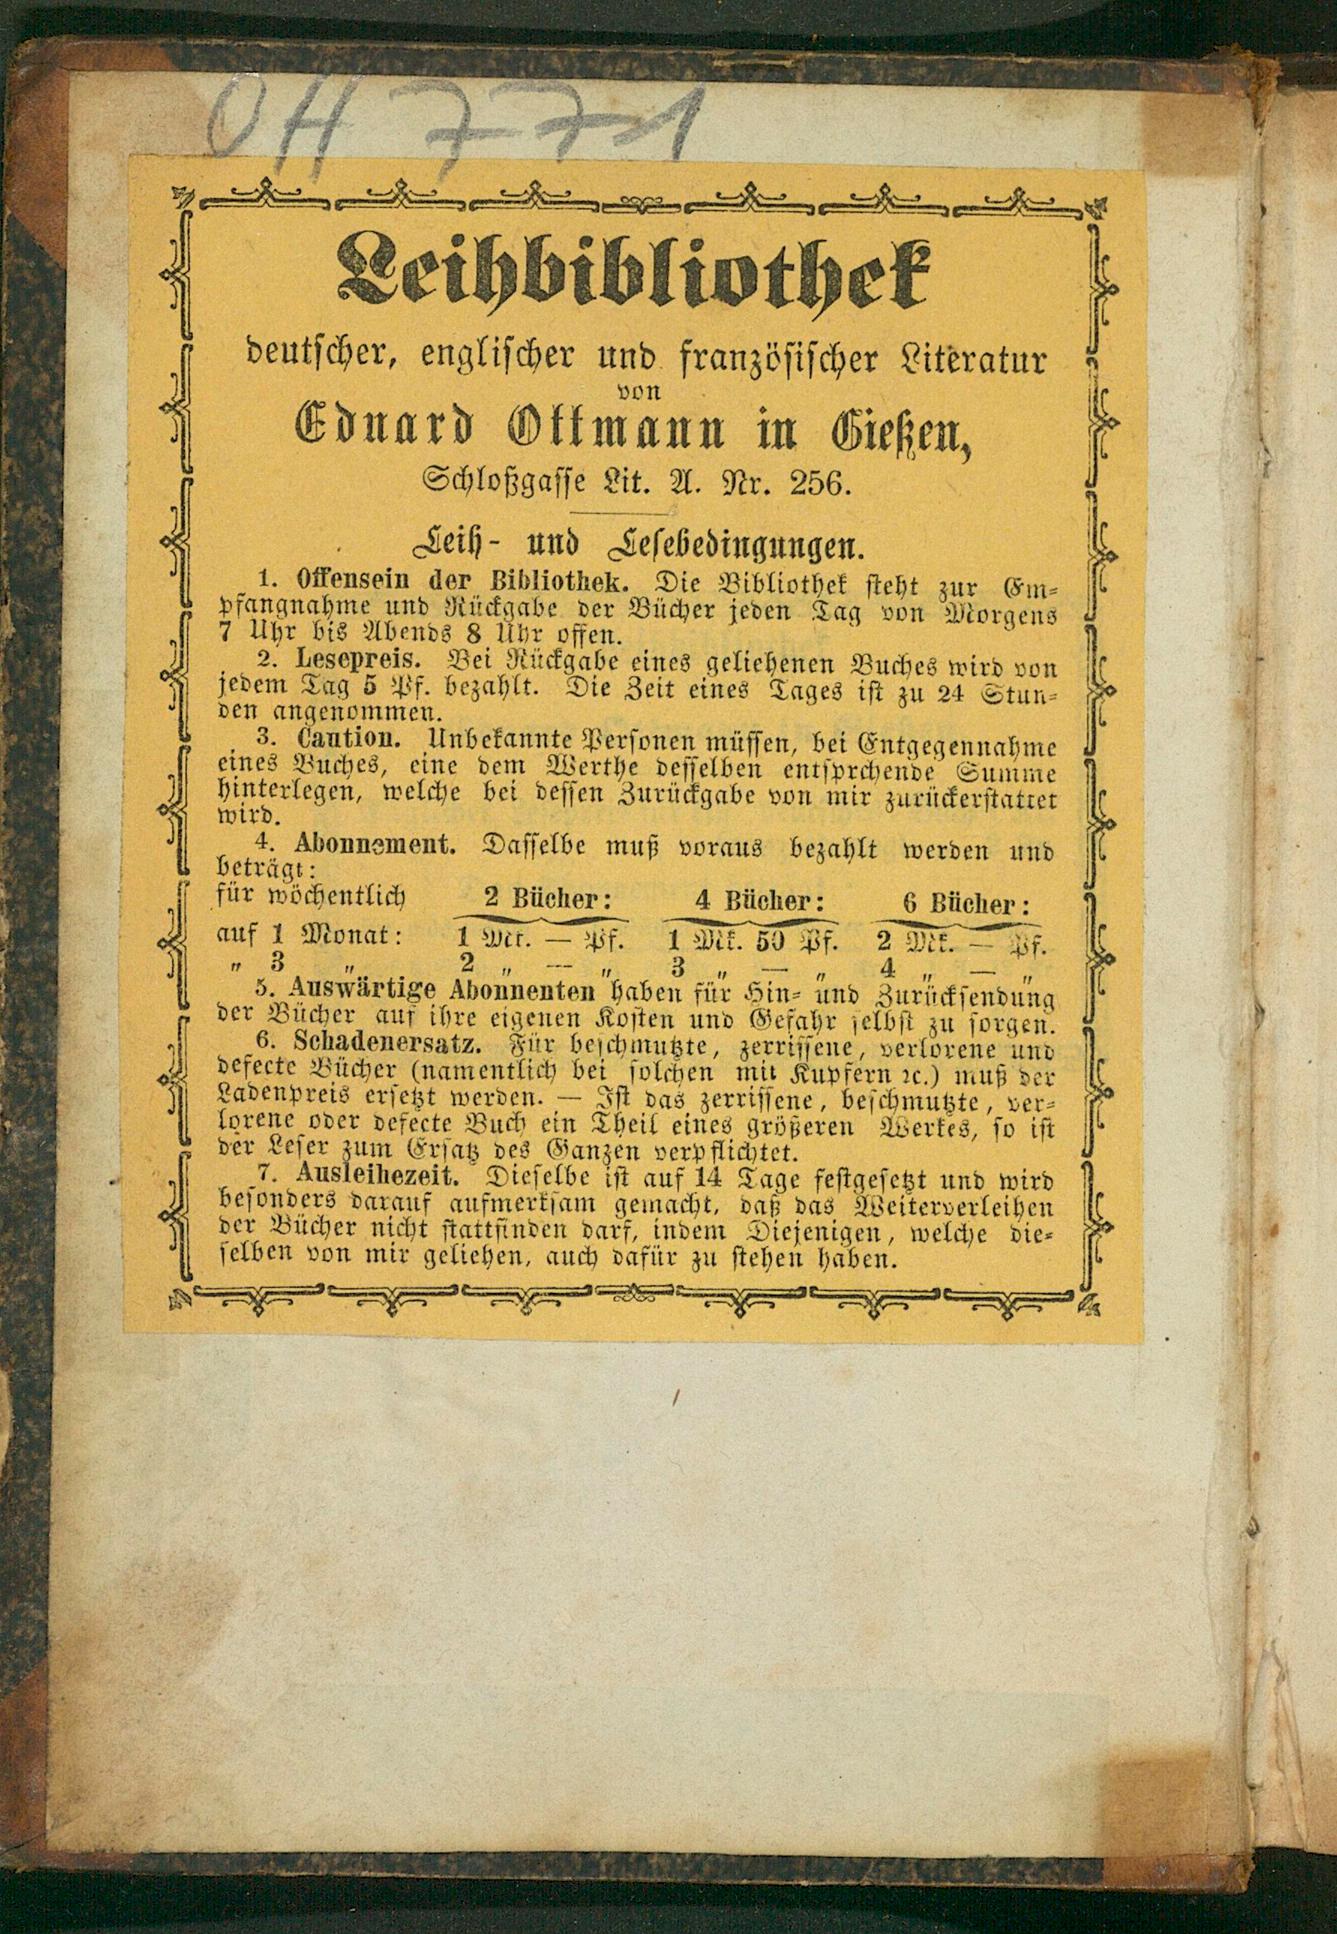 OH 771
Leihbibliothek
deutscher, englischer und französischer Literatur
von
Eduard Ottmann in Gießen,
Schloßgasse Lit. A. Nr. 256.
Leih- und Lesebedingungen.
1. Offensein der Bibliothek. Die Bibliothek steht zur Em-
pfangnahme und Rückgabe der Bücher jeden Tag von Morgens
7 Uhr bis Abends 8 Uhr offen.
2. Lesepreis. Bei Rückgabe eines geliehenen Buches wird von
jedem Tag 5 Pf. bezahlt. Die Zeit eines Tages ist zu 24 Stun-
den angenommen.
3. Caution. Unbekannte Personen müssen, bei Entgegennahme
eines Buches, eine dem Werthe desselben entsprchende Summe
hinterlegen, welche bei dessen Zurückgabe von mir zurückerstattet
wird.
4. Abonnement. Dasselbe muß voraus bezahlt werden und
beträgt:
für wöchentlich 2 Bücher: 4 Bücher: 6 Bücher:
auf 1 Monat: 1 Mk. — Pf. 1 Mk. 50 Pf. 2 Mk. — Pf.
„ 3 „ 2 „ — „ 3 „ — „ 4 „ — „
5. Auswärtige Abonnenten haben für Hin- und Zurücksendung
der Bücher auf ihre eigenen Kosten und Gefahr selbst zu sorgen.
6. Schadenersatz. Für beschmutzte, zerrissene, verlorene und
defecte Bücher (namentlich bei solchen mit Kupfern ꝛc.) muß der
Ladenpreis ersetzt werden. — Ist das zerrissene, beschmutzte, ver-
lorene oder defecte Buch ein Theil eines größeren Werkes, so ist
der Leser zum Ersatz des Ganzen verpflichtet.
7. Ausleihezeit. Dieselbe ist auf 14 Tage festgesetzt und wird
besonders darauf aufmerksam gemacht, daß das Weiterverleihen
der Bücher nicht stattfinden darf, indem Diejenigen, welche die-
selben von mir geliehen, auch dafür zu stehen haben.